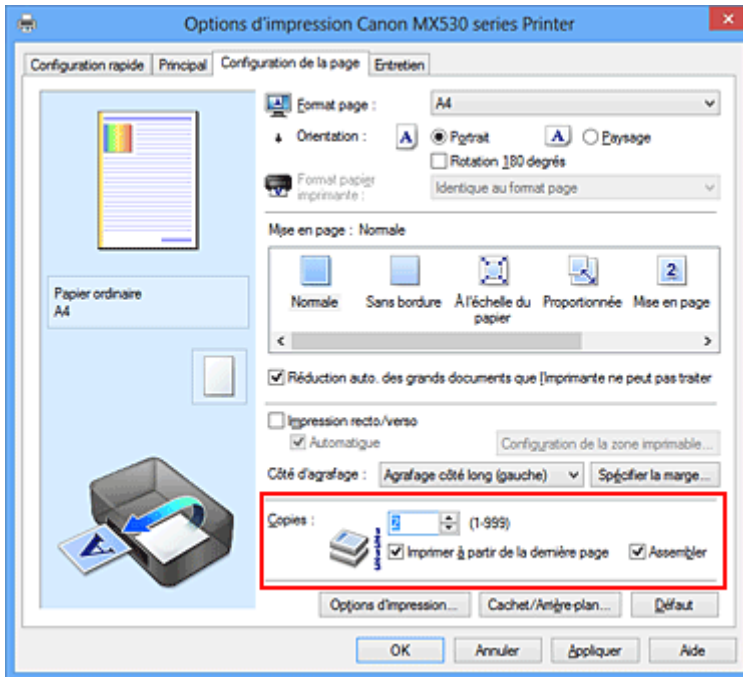 Options d'impression Canon MX530 series Printer
Configuration rapide Principal Configuration de la page Entretien
Format page : A4
Orientation : A Portrait A Paysage
Rotation 180 degrés
Format papier imprimante : Identique au format page
Mise en page : Normale
Normale Sans bordure À l'échelle du papier Proportionnée 2 Mise en page
Papier ordinaire
A4
Réduction auto. des grands documents que l'imprimante ne peut pas traiter
Impression recto/verso
Automatique Configuration de la zone imprimable...
Côté d'agrafage : Agrafage côté long (gauche) Spécifier la marge...
Copies : 2 (1-999)
Imprimer à partir de la dernière page Assembler
A
Options d'impression... Cachet/Arrière-plan... Défaut
OK Annuler Appliquer Aide